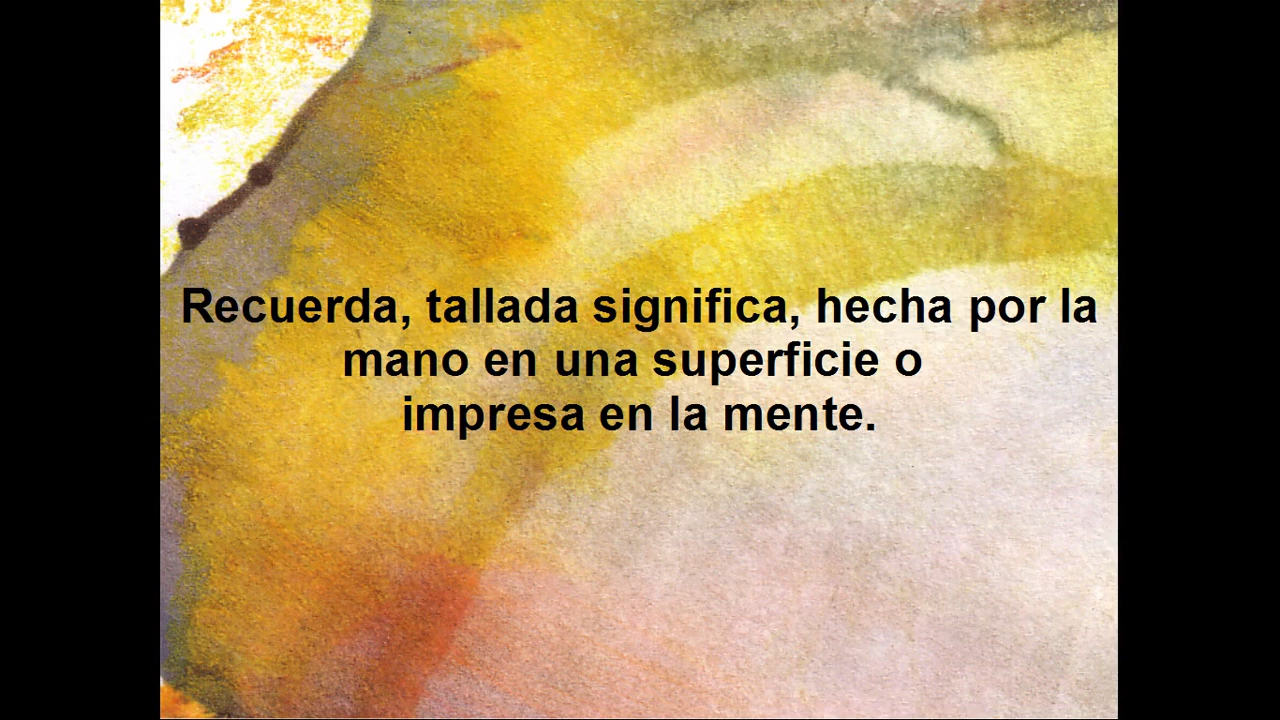 Recuerda, tallada significa, hecha por la
mano en una superficie o
impresa en la mente.